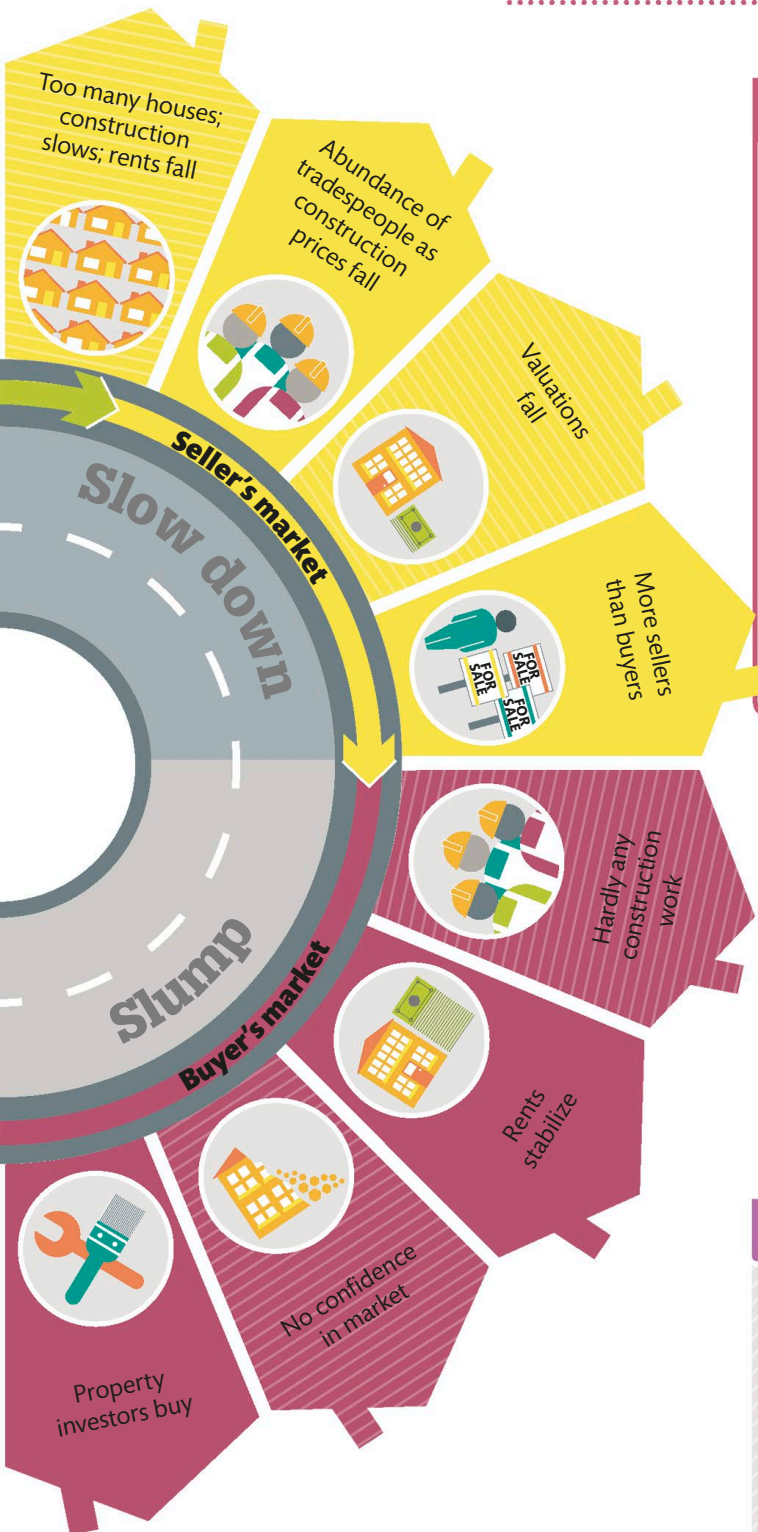 Too many houses;
construction
slows; rents fall
Abundance of
tradespeople as
construction
prices fall
Valuations
fall
More sellers
than buyers
FOR
SALE
FOR
SALE
FOR
SALE
Seller's market
Slow down
Hardly any
construction
work
Rents
stabilize
Slump
Buyer's market
No confidence
in market
Property
investors buy